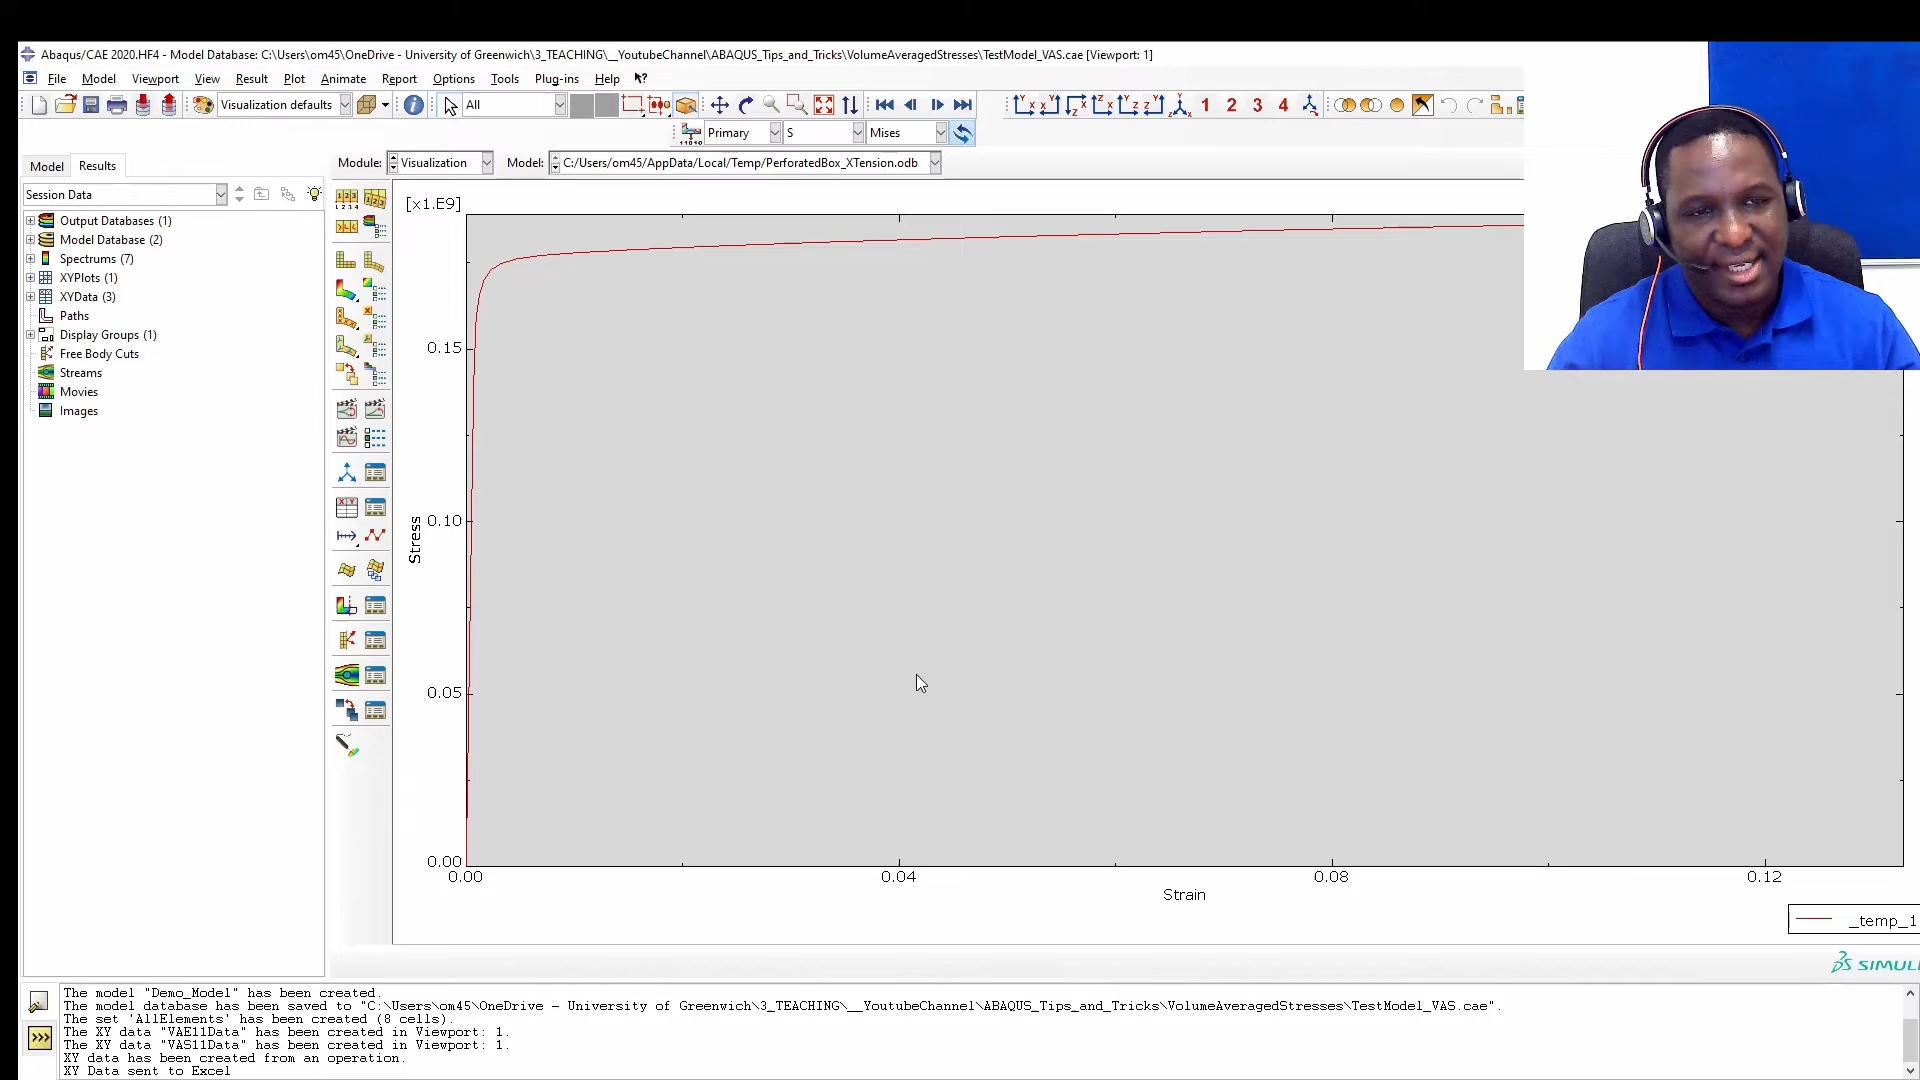 Abaqus/CAE 2020.HF4 - Model Database: C:\Users\om45\OneDrive - University of Greenwich\3_TEACHING\__YoutubeChannel\ABAQUS_Tips_and_Tricks\VolumeAveragedStresses\TestModel_VAS.cae [Viewport: 1]
File Model Viewport View Result Plot Animate Report Options Tools Plug-ins Help
Visualization defaults All 1 2 3 4
Primary S Mises
Model Results Module: Visualization Model: C:/Users/om45/AppData/Local/Temp/PerforatedBox_XTension.odb
Session Data
Output Databases (1)
Model Database (2)
Spectrums (7)
XYPlots (1)
XYData (3)
Paths
Display Groups (1)
Free Body Cuts
Streams
Movies
Images
[x1.E9]
0.15
0.10
0.05
0.00
Stress
0.00 0.04 0.08 0.12
Strain
_temp_1
The model "Demo_Model" has been created.
The model database has been saved to "C:\Users\om45\OneDrive - University of Greenwich\3_TEACHING\__YoutubeChannel\ABAQUS_Tips_and_Tricks\VolumeAveragedStresses\TestModel_VAS.cae".
The set 'AllElements' has been created (8 cells).
The XY data "VAE11Data" has been created in Viewport: 1.
The XY data "VAS11Data" has been created in Viewport: 1.
XY data has been created from an operation.
XY Data sent to Excel